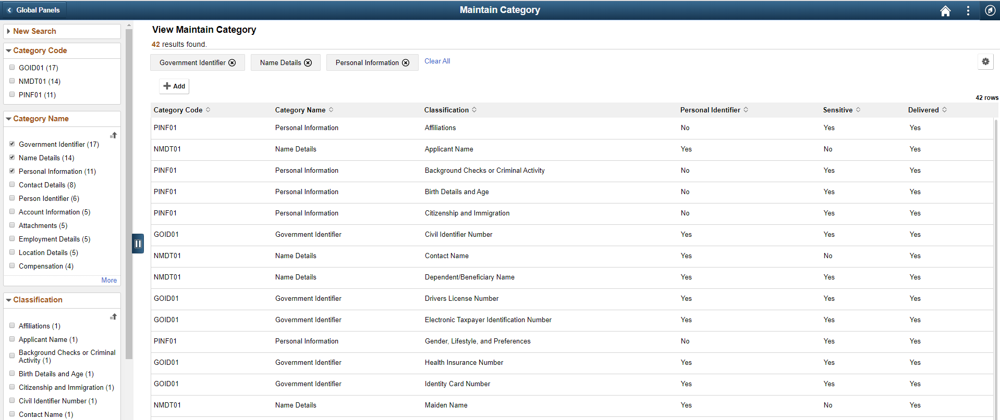 Global Panels
Maintain Category
New Search
Category Code
GOID01 (17)
NMDT01 (14)
PINF01 (11)
Category Name
Government Identifier (17)
Name Details (14)
Personal Information (11)
Contact Details (8)
Person Identifier (6)
Account Information (5)
Attachments (5)
Employment Details (5)
Location Details (5)
Compensation (4)
More
Classification
Affiliations (1)
Applicant Name (1)
Background Checks or Criminal
Activity (1)
Birth Details and Age (1)
Citizenship and Immigration (1)
Civil Identifier Number (1)
Contact Name (1)
View Maintain Category
42 results found.
Government Identifier Name Details Personal Information Clear All
Add
42 rows
Category Code Category Name Classification Personal Identifier Sensitive Delivered
PINF01 Personal Information Affiliations No Yes Yes
NMDT01 Name Details Applicant Name Yes No Yes
PINF01 Personal Information Background Checks or Criminal Activity No Yes Yes
PINF01 Personal Information Birth Details and Age No Yes Yes
PINF01 Personal Information Citizenship and Immigration No Yes Yes
GOID01 Government Identifier Civil Identifier Number Yes Yes Yes
NMDT01 Name Details Contact Name Yes No Yes
NMDT01 Name Details Dependent/Beneficiary Name Yes Yes Yes
GOID01 Government Identifier Drivers License Number Yes Yes Yes
GOID01 Government Identifier Electronic Taxpayer Identification Number Yes Yes Yes
PINF01 Personal Information Gender, Lifestyle, and Preferences No Yes Yes
GOID01 Government Identifier Health Insurance Number Yes Yes Yes
GOID01 Government Identifier Identity Card Number Yes Yes Yes
NMDT01 Name Details Maiden Name Yes No Yes